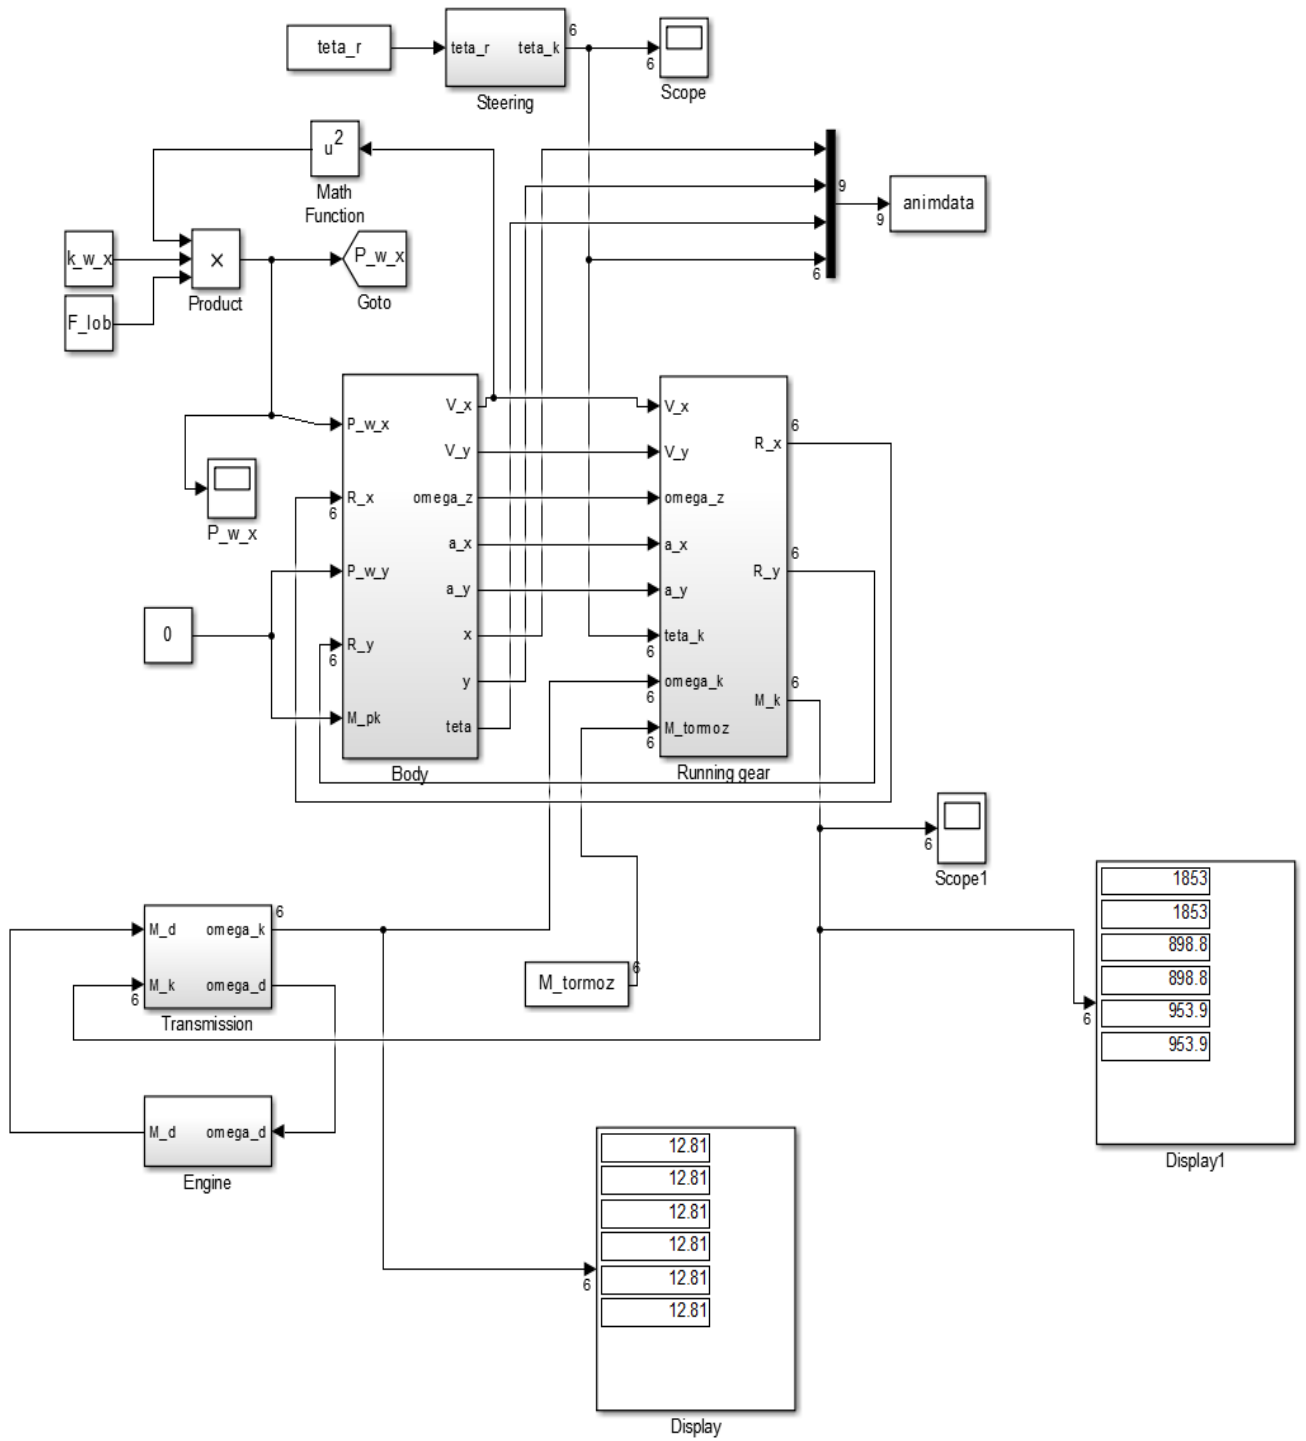 teta_r
teta_r
teta_k
6
6
Steering
Scope
u2
Math
Function
9
9
animdata
6
k_w_x
×
P_w_x
F_lob
Product
Goto
P_w_x
R_x
6
P_w_y
R_y
6
M_pk
V_x
V_y
omega_z
a_x
a_y
x
y
teta
Body
V_x
V_y
omega_z
a_x
a_y
teta_k
6
omega_k
6
M_tormoz
6
R_x
6
R_y
6
M_k
6
Running gear
P_w_x
0
6
Scope1
M_d
M_k
6
omega_k
6
omega_d
Transmission
M_tormoz
6
M_d
omega_d
Engine
6
1853
1853
898.8
898.8
953.9
953.9
Display1
6
12.81
12.81
12.81
12.81
12.81
12.81
Display